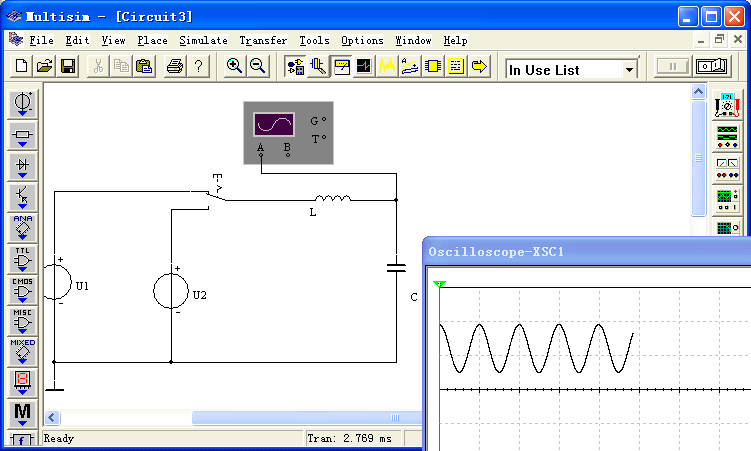 Multisim - [Circuit3]
File Edit View Place Simulate Transfer Tools Options Window Help
In Use List
ANA
TTL
CMOS
MISC
MIXED
M
f
G
T
A B
L
U1
U2
C
Oscilloscope-XSC1
Ready
Tran: 2.769 ms